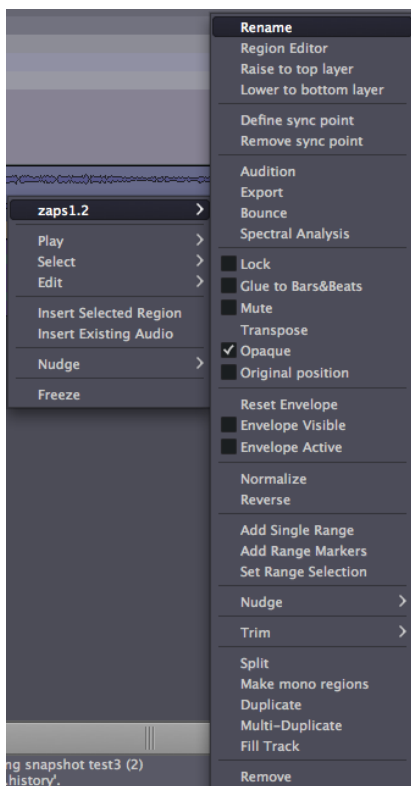 zaps1.2
Play
Select
Edit
Insert Selected Region
Insert Existing Audio
Nudge
Freeze
ng snapshot test3 (2)
history'.
Rename
Region Editor
Raise to top layer
Lower to bottom layer
Define sync point
Remove sync point
Audition
Export
Bounce
Spectral Analysis
Lock
Glue to Bars&Beats
Mute
Transpose
Opaque
Original position
Reset Envelope
Envelope Visible
Envelope Active
Normalize
Reverse
Add Single Range
Add Range Markers
Set Range Selection
Nudge
Trim
Split
Make mono regions
Duplicate
Multi-Duplicate
Fill Track
Remove